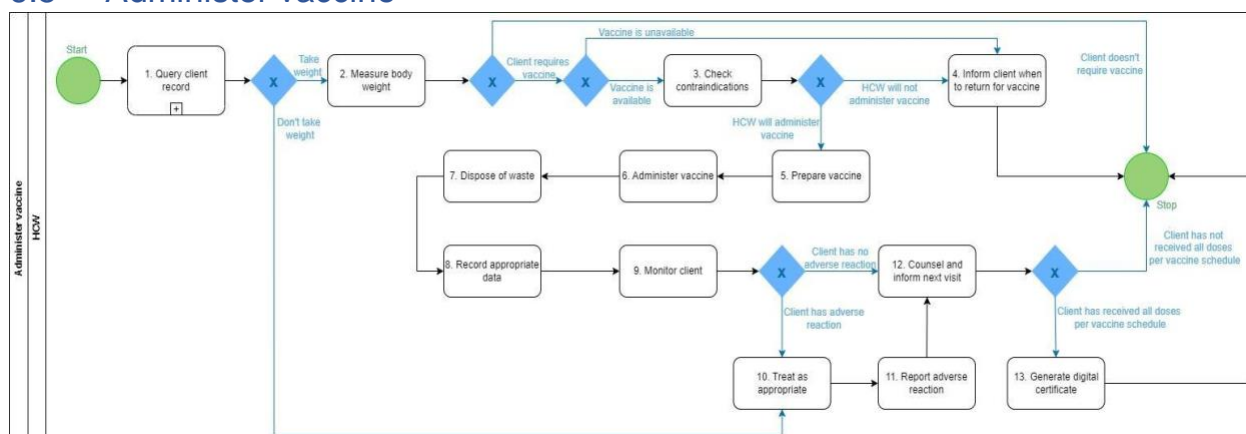 Administer vaccine
Administer vaccine
HCW
Start
1. Query client
record
+
X
Take
weight
Don't take
weight
2. Measure body
weight
X
Client requires
vaccine
X
Vaccine is unavailable
Vaccine is
available
3. Check
contraindications
X
HCW will not
administer vaccine
HCW will administer
vaccine
4. Inform client when
to return for vaccine
Client doesn't
require vaccine
7. Dispose of waste
6. Administer vaccine
5. Prepare vaccine
Stop
8. Record appropriate
data
9. Monitor client
X
Client has no
adverse reaction
Client has adverse
reaction
12. Counsel and
inform next visit
X
Client has not
received all doses
per vaccine schedule
Client has received all doses
per vaccine schedule
10. Treat as
appropriate
11. Report adverse
reaction
13. Generate digital
certificate